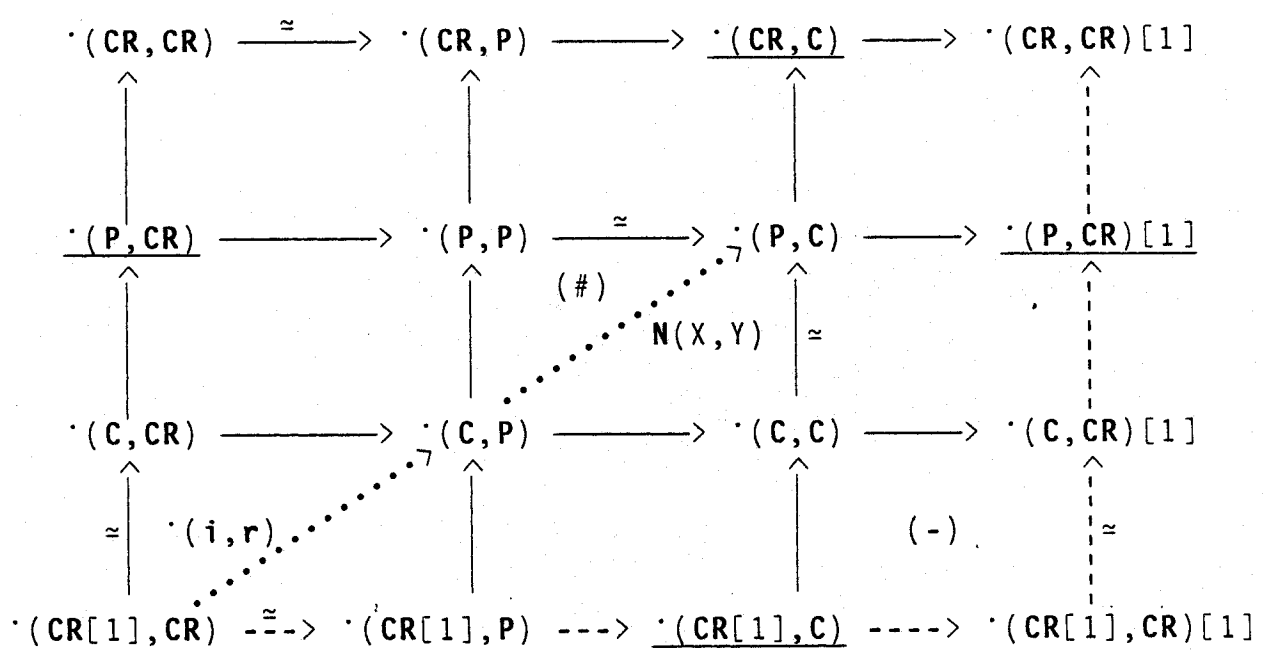 ·(CR,CR) ≃ ·(CR,P) ·(CR,C) ·(CR,CR)[1]
·(P,CR) ·(P,P) ≃ ·(P,C) ·(P,CR)[1]
(#)
N(X,Y) ≃
·(C,CR) ·(C,P) ·(C,C) ·(C,CR)[1]
≃ ·(i,r) (-) ≃
·(CR[1],CR) ≃ ·(CR[1],P) ·(CR[1],C) ·(CR[1],CR)[1]